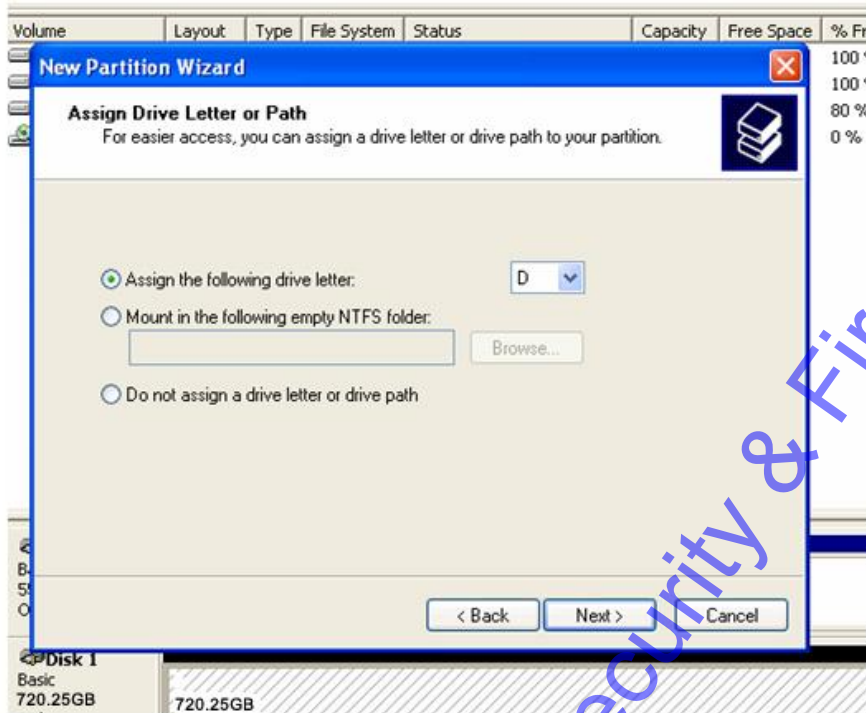 Volume Layout Type File System Status Capacity Free Space % Fr
New Partition Wizard
100
100
80 %
0 %
Assign Drive Letter or Path
For easier access, you can assign a drive letter or drive path to your partition.
Assign the following drive letter: D
Mount in the following empty NTFS folder:
Browse...
Do not assign a drive letter or drive path
B
55
O
< Back Next > Cancel
Disk 1
Basic
720.25GB
720.25GB
ecurity & Fi